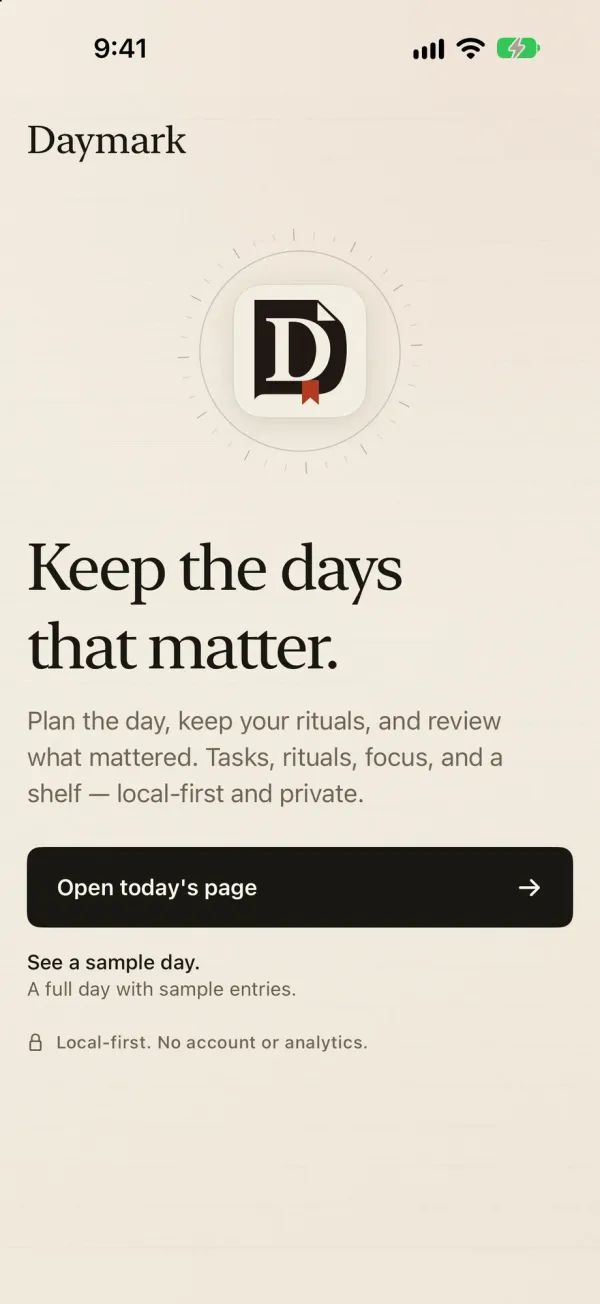 9:41
Daymark
D
Keep the days
that matter.
Plan the day, keep your rituals, and review
what mattered. Tasks, rituals, focus, and a
shelf — local-first and private.
Open today's page
See a sample day.
A full day with sample entries.
Local-first. No account or analytics.